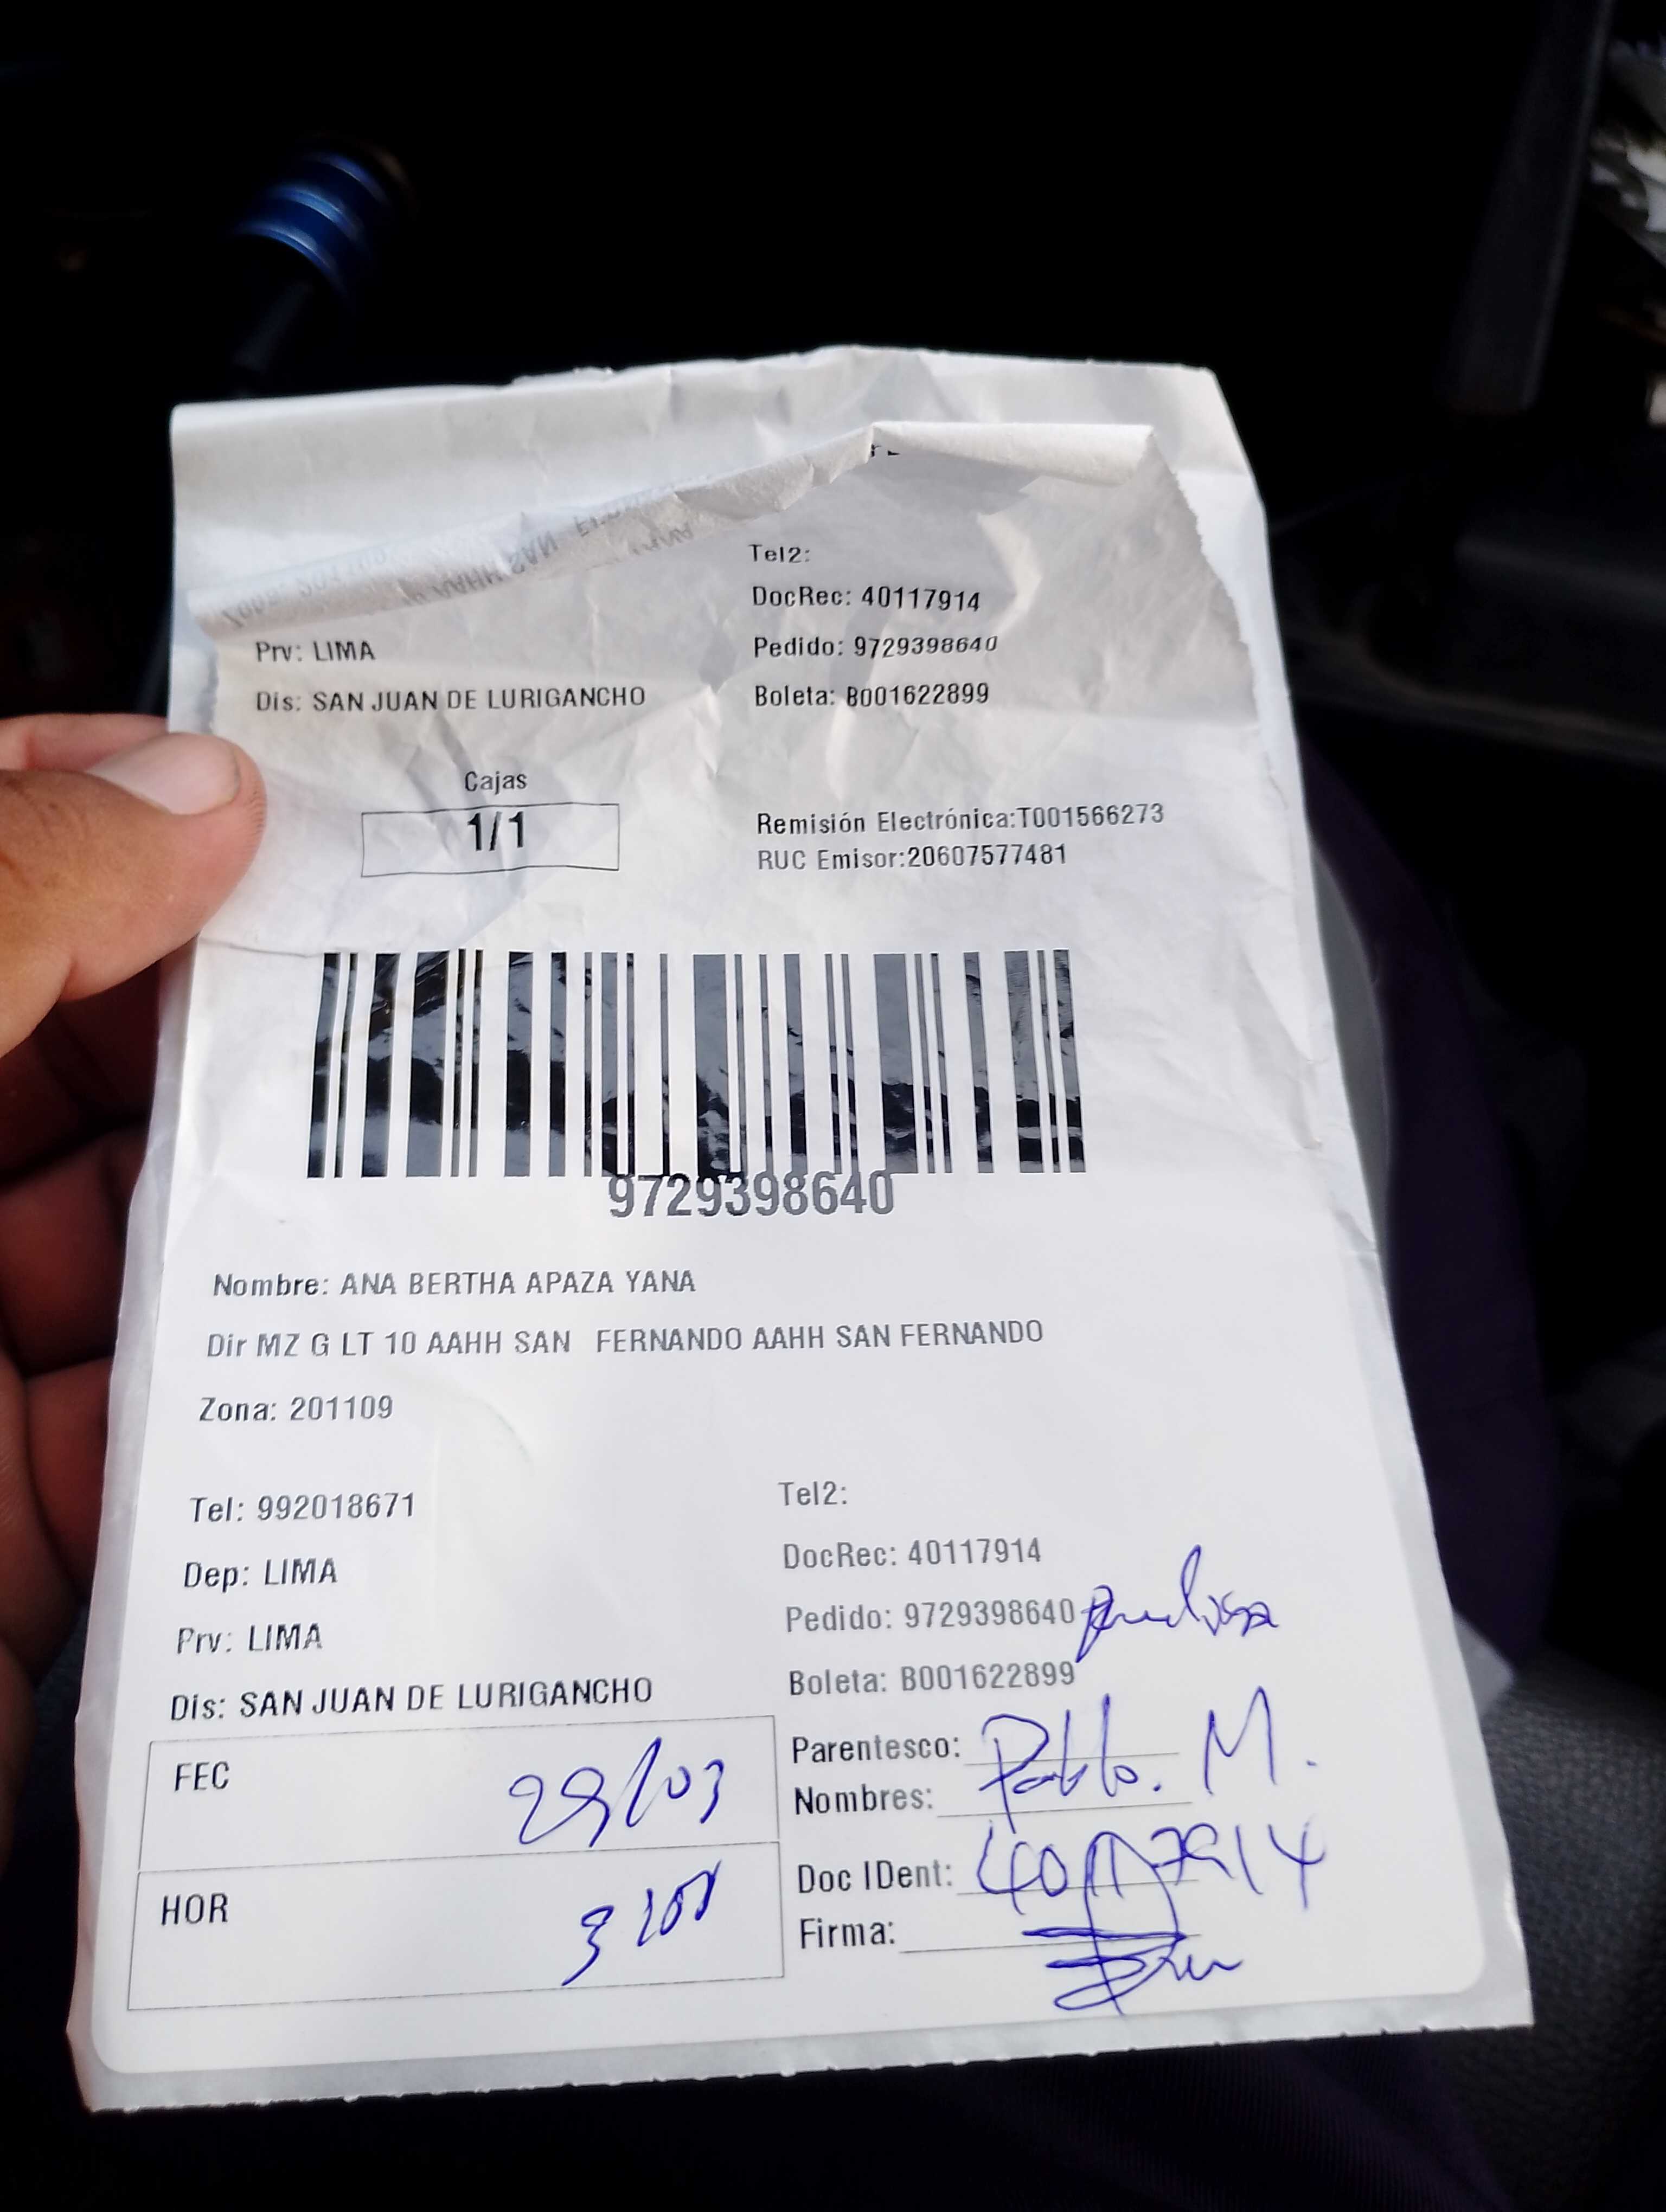 Tel2:
DocRec: 40117914
Prv: LIMA
Pedido: 9729398640
Dis: SAN JUAN DE LURIGANCHO
Boleta: B001622899
Cajas
1/1
Remisión Electrónica:T001566273
RUC Emisor:20607577481
9729398640
Nombre: ANA BERTHA APAZA YANA
Dir MZ G LT 10 AAHH SAN FERNANDO AAHH SAN FERNANDO
Zona: 201109
Tel: 992018671
Tel2:
Dep: LIMA
DocRec: 40117914
Prv: LIMA
Pedido: 9729398640
Dis: SAN JUAN DE LURIGANCHO
Boleta: B001622899
FEC 29/03
Parentesco:
Nombres: Pablo. M.
HOR
Doc IDent: 40117914
Firma: